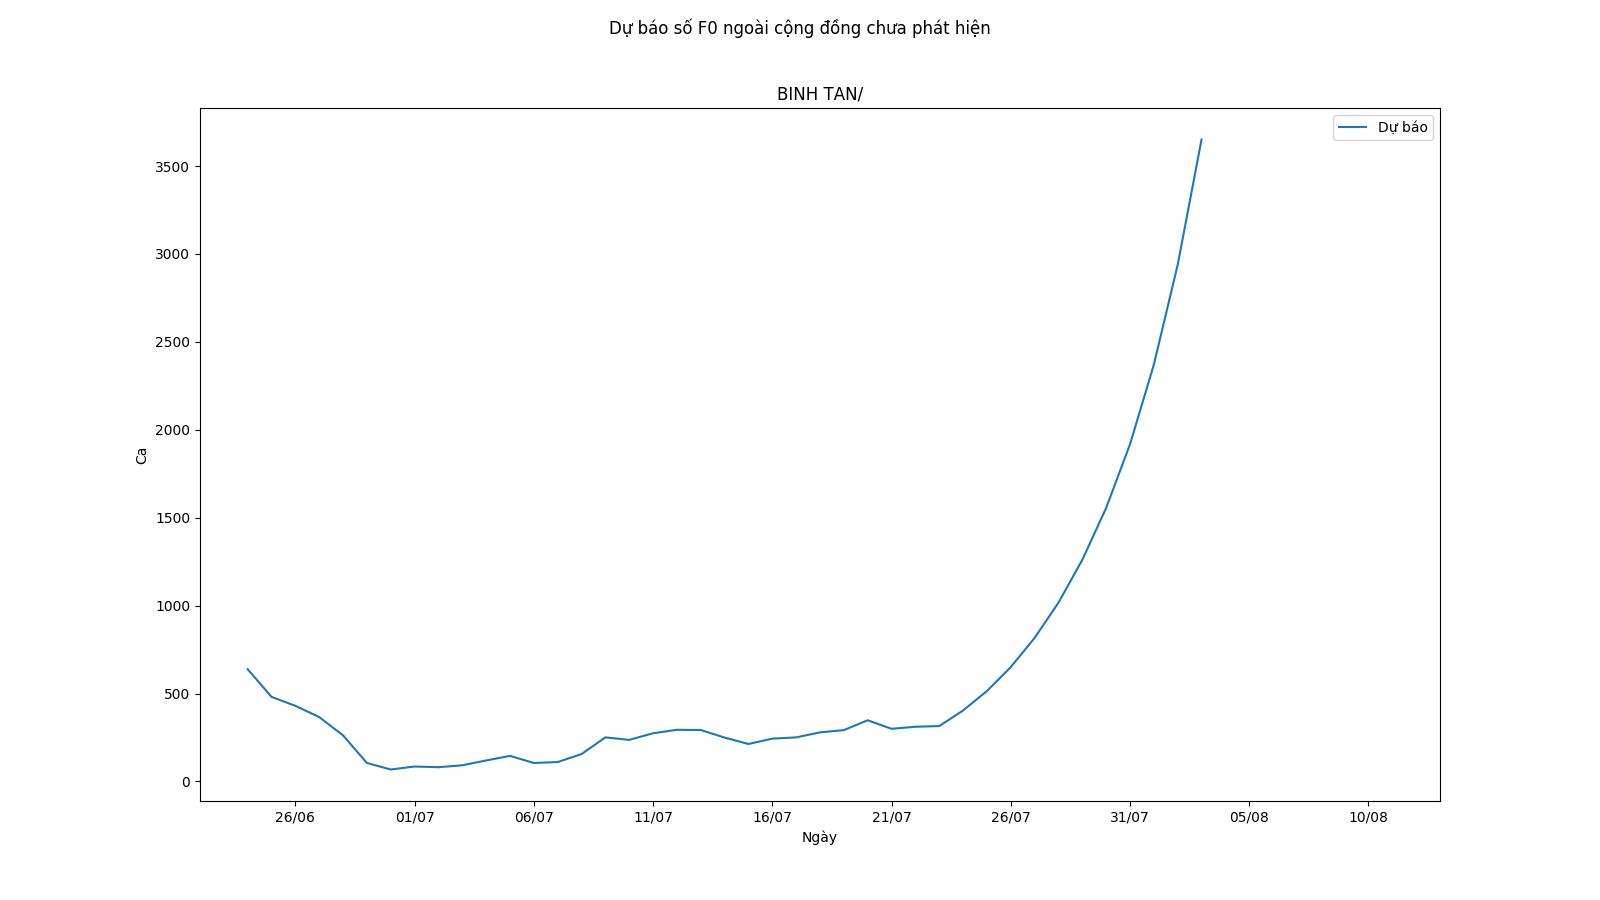 Dự báo số F0 ngoài cộng đồng chưa phát hiện
BINH TAN/
Dự báo
3500
3000
2500
2000
1500
1000
500
0
Ca
26/06 01/07 06/07 11/07 16/07 21/07 26/07 31/07 05/08 10/08
Ngày